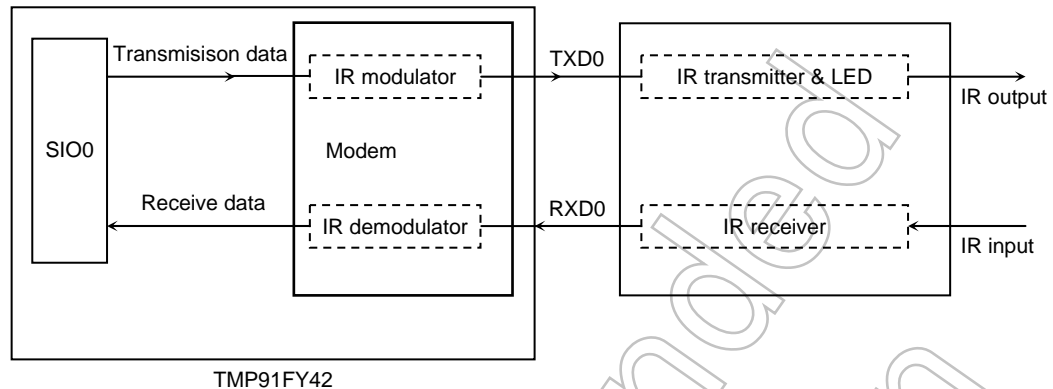 Transmisison data
IR modulator
TXD0
IR transmitter & LED
IR output
SIO0
Modem
Receive data
IR demodulator
RXD0
IR receiver
IR input
TMP91FY42